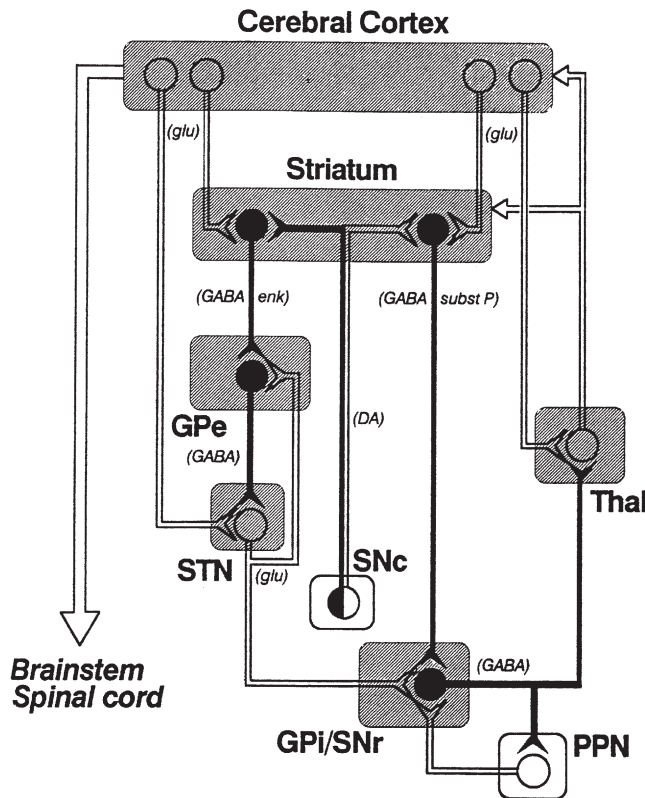 Cerebral Cortex
(glu)
(glu)
Striatum
(GABA enk)
(GABA subst P)
GPe
(DA)
(GABA)
Thal
STN
(glu)
SNc
Brainstem
Spinal cord
(GABA)
GPi/SNr
PPN